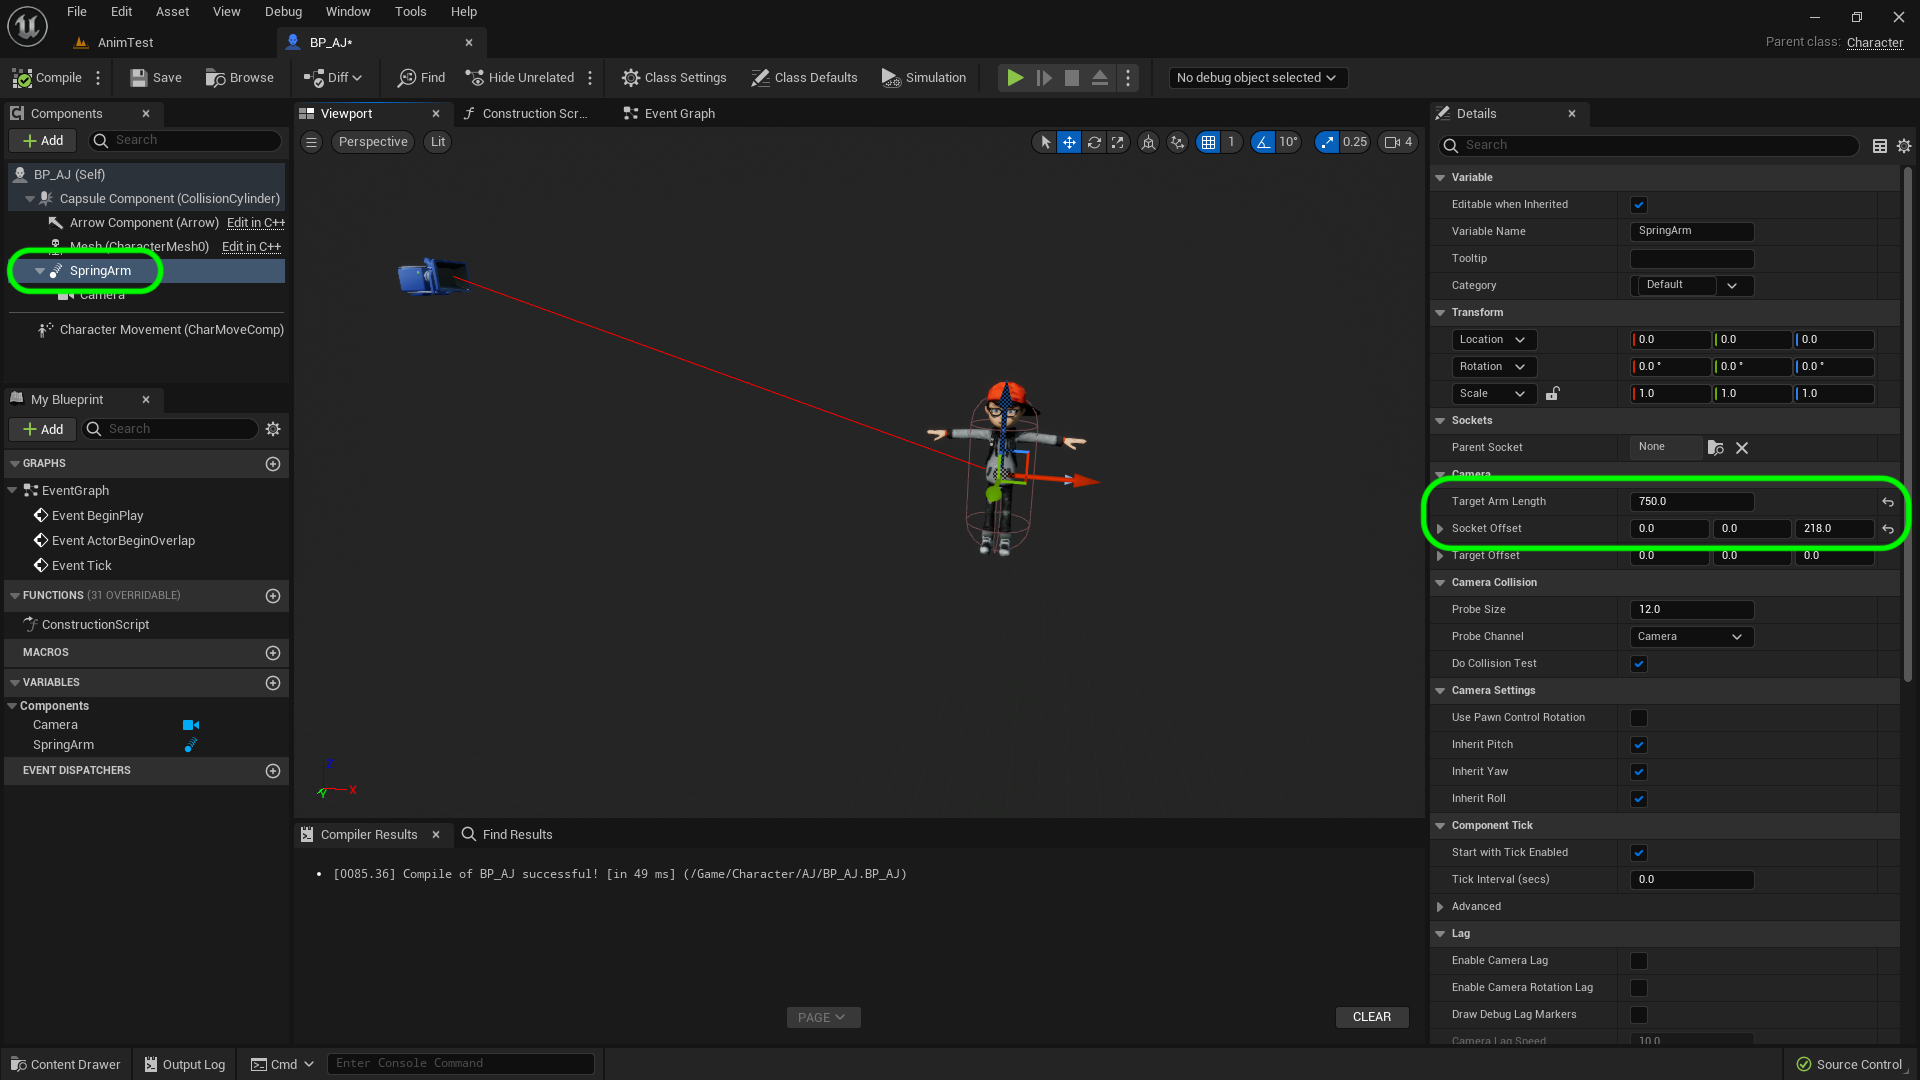 File Edit Asset View Debug Window Tools Help
AnimTest
BP_AJ*
Parent class: Character
Compile
Save
Browse
Diff
Find
Hide Unrelated
Class Settings
Class Defaults
Simulation
No debug object selected
Components
Add
Search
BP_AJ (Self)
Capsule Component (CollisionCylinder)
Arrow Component (Arrow) Edit in C++
Mesh (CharacterMesh0) Edit in C++
SpringArm
Camera
Character Movement (CharMoveComp)
My Blueprint
Add
Search
GRAPHS
EventGraph
Event BeginPlay
Event ActorBeginOverlap
Event Tick
FUNCTIONS (31 OVERRIDABLE)
ConstructionScript
MACROS
VARIABLES
Components
Camera
SpringArm
EVENT DISPATCHERS
Viewport
Construction Scr...
Event Graph
Perspective
Lit
1
10°
0.25
4
Z
X
Y
Compiler Results
Find Results
[0085.36] Compile of BP_AJ successful! [in 49 ms] (/Game/Character/AJ/BP_AJ.BP_AJ)
PAGE
CLEAR
Details
Search
Variable
Editable when Inherited
Variable Name SpringArm
Tooltip
Category Default
Transform
Location 0.0 0.0 0.0
Rotation 0.0 ° 0.0 ° 0.0 °
Scale 1.0 1.0 1.0
Sockets
Parent Socket None
Camera
Target Arm Length 750.0
Socket Offset 0.0 0.0 218.0
Target Offset 0.0 0.0 0.0
Camera Collision
Probe Size 12.0
Probe Channel Camera
Do Collision Test
Camera Settings
Use Pawn Control Rotation
Inherit Pitch
Inherit Yaw
Inherit Roll
Component Tick
Start with Tick Enabled
Tick Interval (secs) 0.0
Advanced
Lag
Enable Camera Lag
Enable Camera Rotation Lag
Draw Debug Lag Markers
Camera Lag Speed 10.0
Content Drawer
Output Log
Cmd
Enter Console Command
Source Control